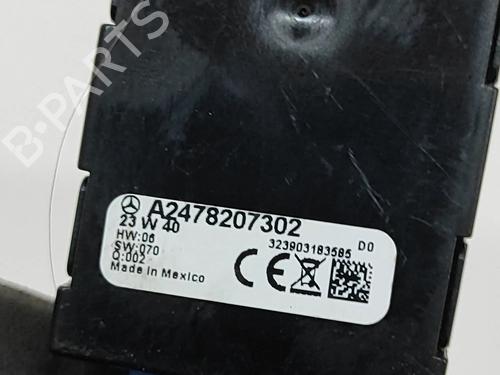 B-PARTS
A2478207302
23 W 40
HW:06
SW:070
Q:002
Made in Mexico
323903183585 D0
CE